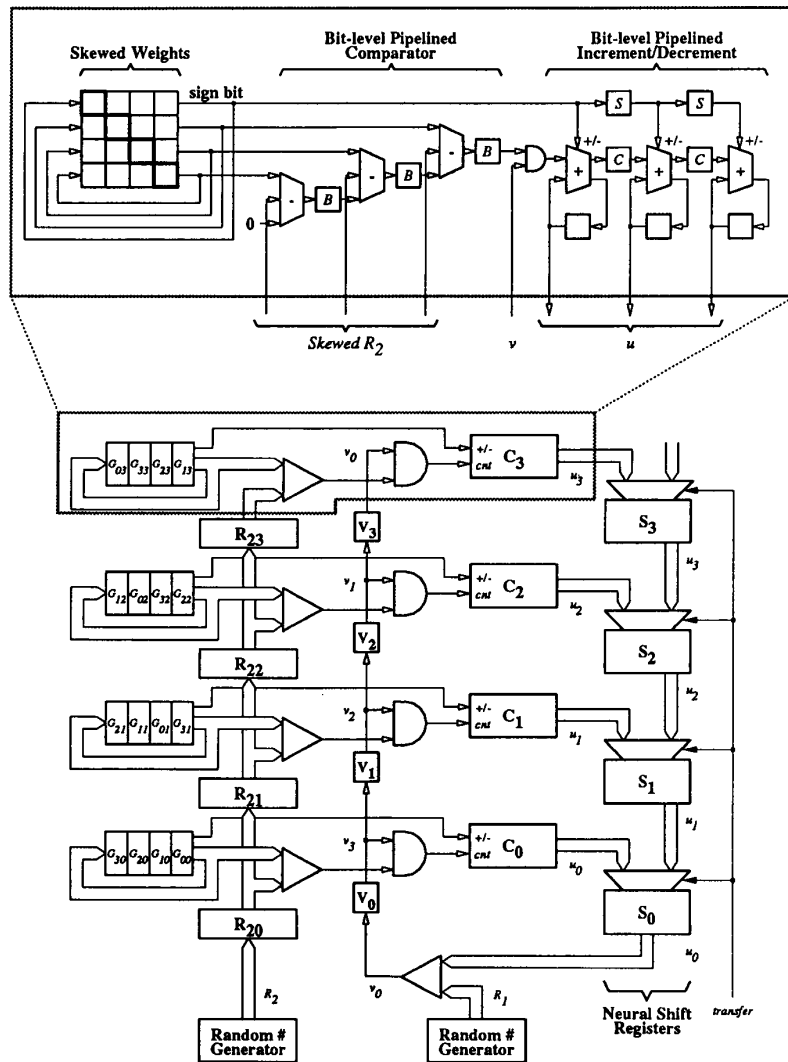 Skewed Weights
Bit-level Pipelined
Comparator
Bit-level Pipelined
Increment/Decrement
sign bit
S
S
+/-
+/-
+/-
-
B
-
B
-
B
+
C
+
C
+
0
Skewed R2
v
u
G03 G33 G23 G13
v0
+/-
cnt
C3
u3
S3
R23
V3
u3
G12 G02 G32 G22
v1
+/-
cnt
C2
u2
S2
R22
V2
u2
G21 G11 G01 G31
v2
+/-
cnt
C1
u1
S1
R21
V1
u1
G30 G20 G10 G00
v3
+/-
cnt
C0
u0
S0
R20
V0
u0
R2
v0
R1
Random #
Generator
Random #
Generator
Neural Shift
Registers
transfer